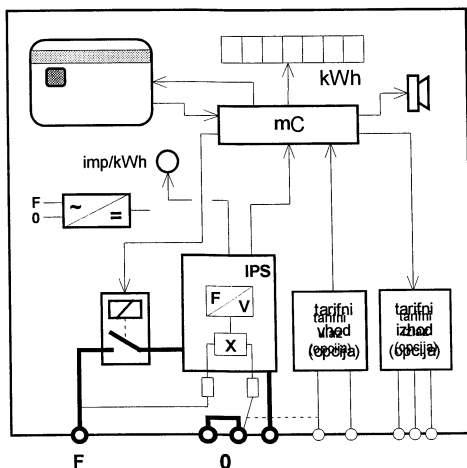 kWh
mC
imp/kWh
F
0
~
=
IPS
F
V
X
tarifni
vhod
(opcija)
tarifni
izhod
(opcija)
F
0